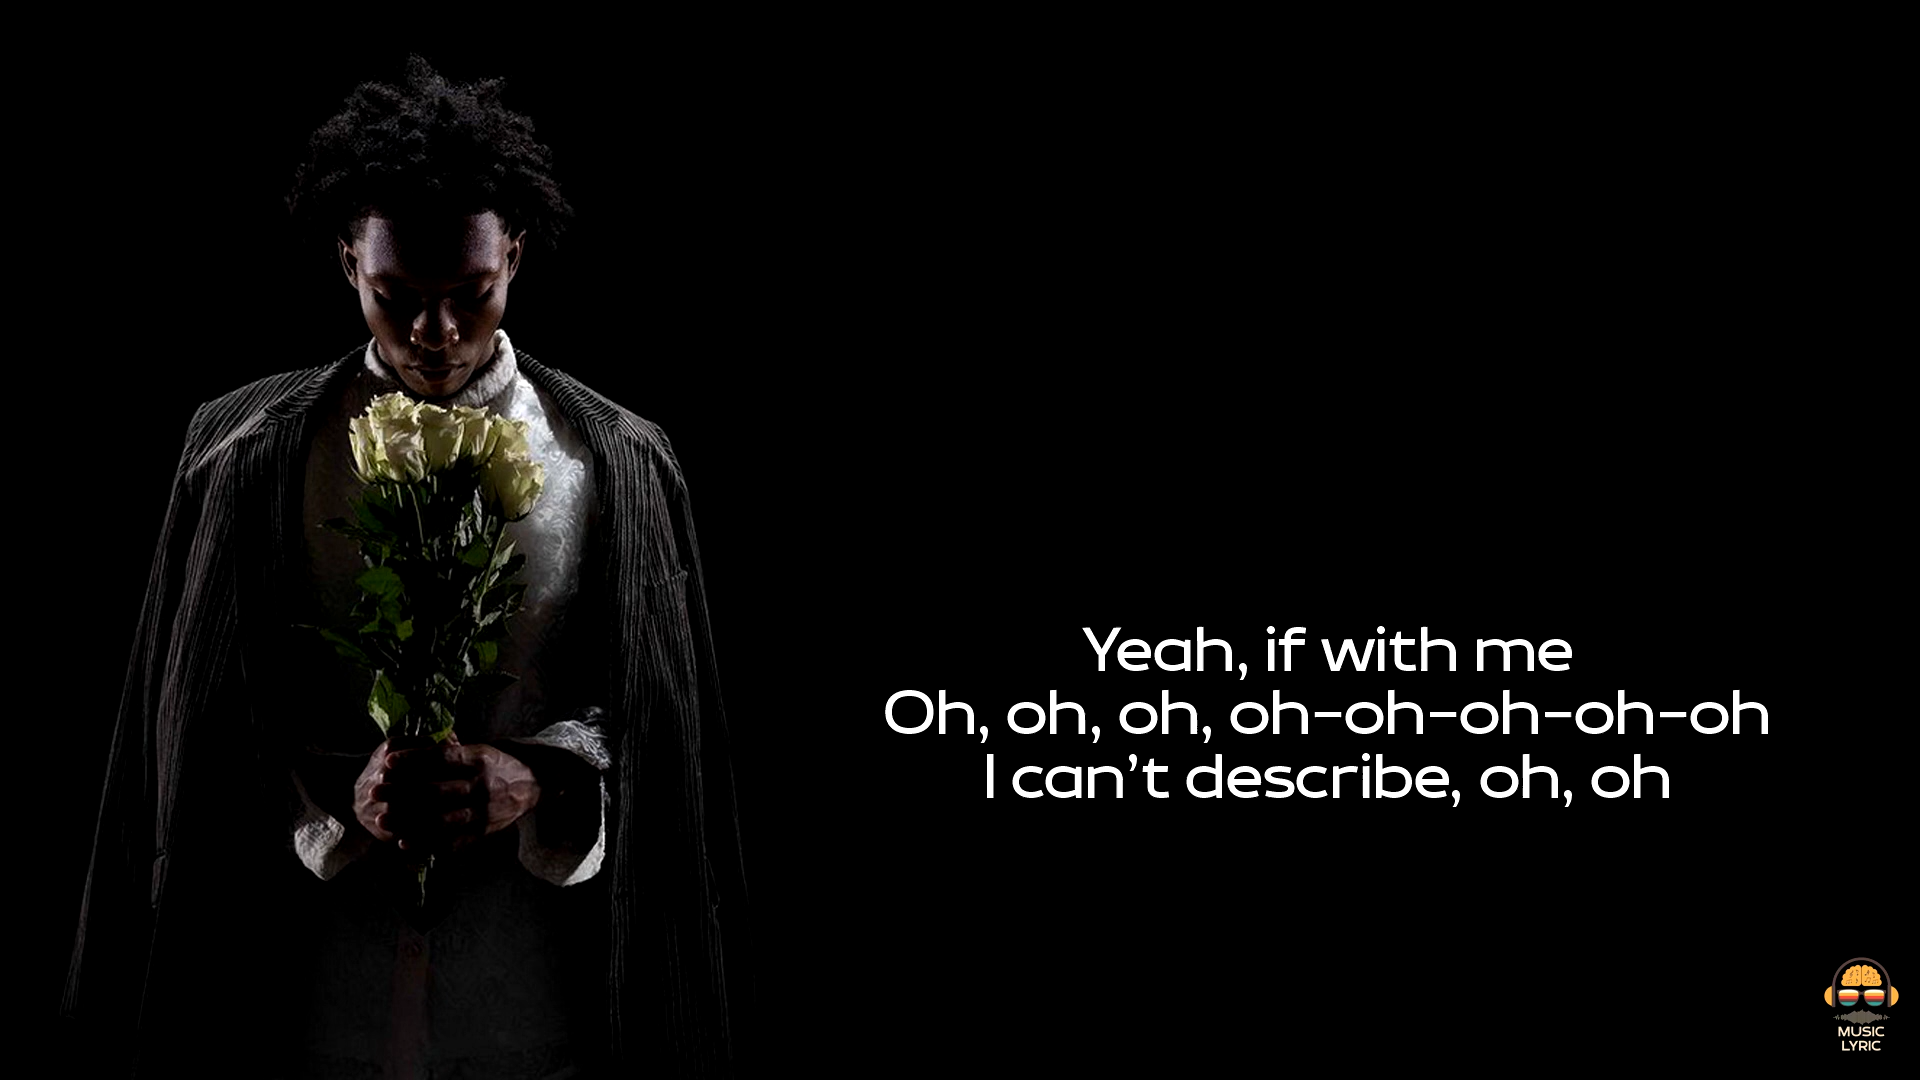 Yeah, if with me
Oh, oh, oh, oh-oh-oh-oh-oh
I can’t describe, oh, oh
MUSIC
LYRIC